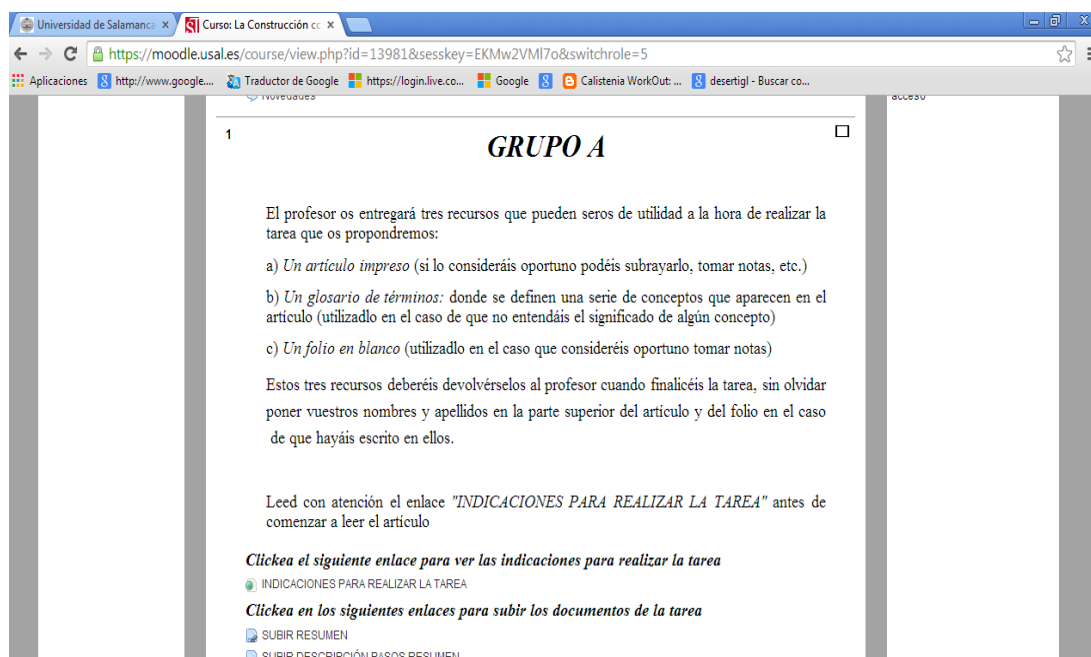 Universidad de Salamanca
Curso: La Construcción co
https://moodle.usal.es/course/view.php?id=13981&sesskey=EKMw2VMl7o&switchrole=5
Aplicaciones http://www.google.... Traductor de Google https://login.live.co... Google Calistenia WorkOut: ... desertigl - Buscar co...
Novedades
acceso
1
GRUPO A
El profesor os entregará tres recursos que pueden seros de utilidad a la hora de realizar la
tarea que os propondremos:
a) Un artículo impreso (si lo consideráis oportuno podéis subrayarlo, tomar notas, etc.)
b) Un glosario de términos: donde se definen una serie de conceptos que aparecen en el
artículo (utilizadlo en el caso de que no entendáis el significado de algún concepto)
c) Un folio en blanco (utilizadlo en el caso que consideréis oportuno tomar notas)
Estos tres recursos deberéis devolvérselos al profesor cuando finalicéis la tarea, sin olvidar
poner vuestros nombres y apellidos en la parte superior del artículo y del folio en el caso
de que hayáis escrito en ellos.
Leed con atención el enlace "INDICACIONES PARA REALIZAR LA TAREA" antes de
comenzar a leer el artículo
Clickea el siguiente enlace para ver las indicaciones para realizar la tarea
INDICACIONES PARA REALIZAR LA TAREA
Clickea en los siguientes enlaces para subir los documentos de la tarea
SUBIR RESUMEN
SUBIR DESCRIPCIÓN PASOS RESUMEN